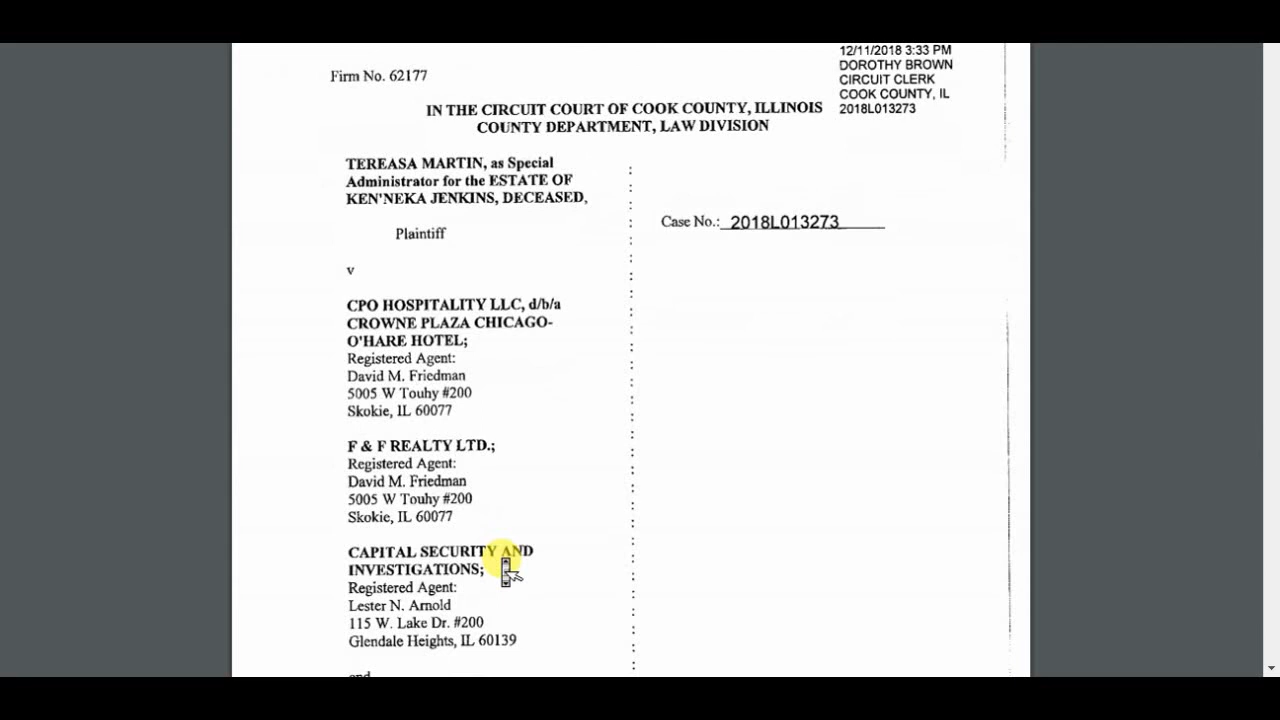 12/11/2018 3:33 PM
DOROTHY BROWN
CIRCUIT CLERK
COOK COUNTY, IL
2018L013273
Firm No. 62177
IN THE CIRCUIT COURT OF COOK COUNTY, ILLINOIS
COUNTY DEPARTMENT, LAW DIVISION
TEREASA MARTIN, as Special
Administrator for the ESTATE OF
KEN'NEKA JENKINS, DECEASED,
Plaintiff
v
Case No.: 2018L013273
CPO HOSPITALITY LLC, d/b/a
CROWNE PLAZA CHICAGO-
O'HARE HOTEL;
Registered Agent:
David M. Friedman
5005 W Touhy #200
Skokie, IL 60077
F & F REALTY LTD.;
Registered Agent:
David M. Friedman
5005 W Touhy #200
Skokie, IL 60077
CAPITAL SECURITY AND
INVESTIGATIONS;
Registered Agent:
Lester N. Arnold
115 W. Lake Dr. #200
Glendale Heights, IL 60139